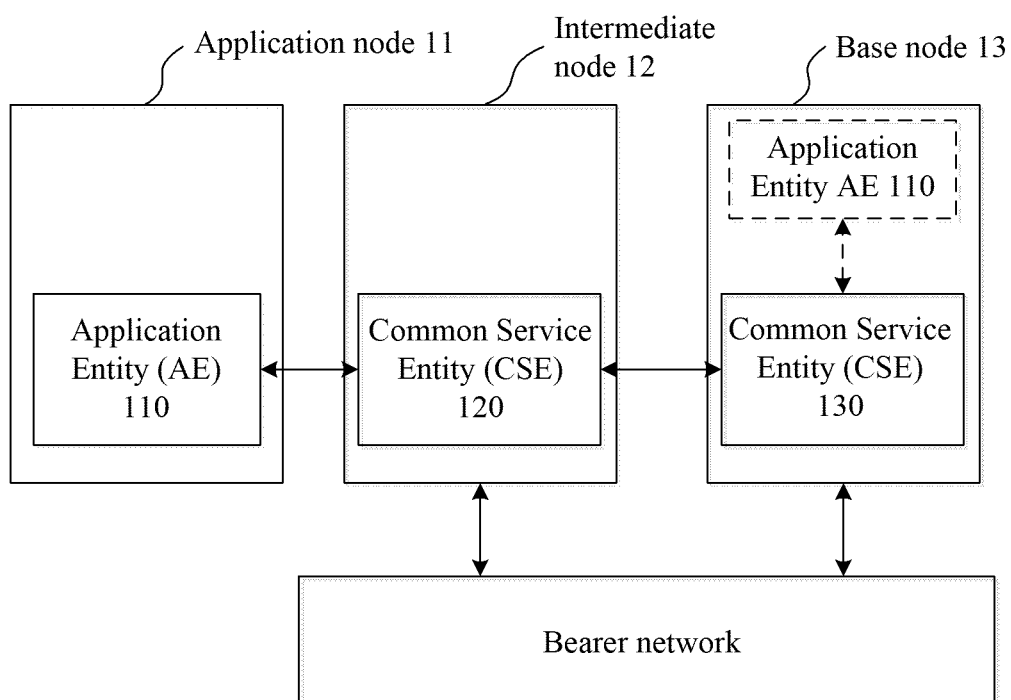 Application node 11
Intermediate
node 12
Base node 13
Application
Entity AE 110
Application
Entity (AE)
110
Common Service
Entity (CSE)
120
Common Service
Entity (CSE)
130
Bearer network